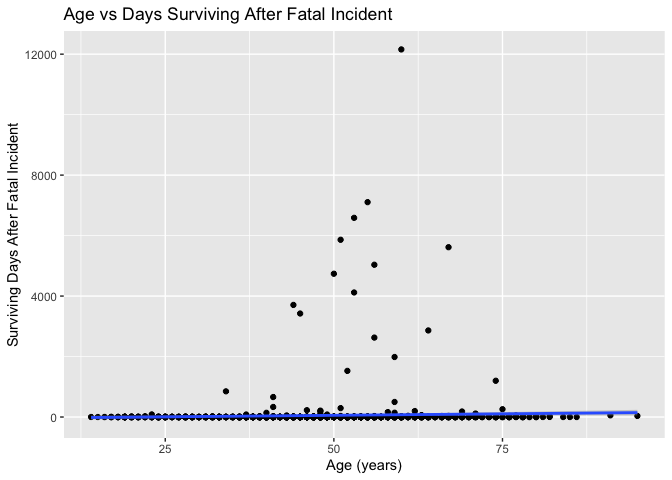 Age vs Days Surviving After Fatal Incident
12000
8000
4000
0
Surviving Days After Fatal Incident
25
50
75
Age (years)